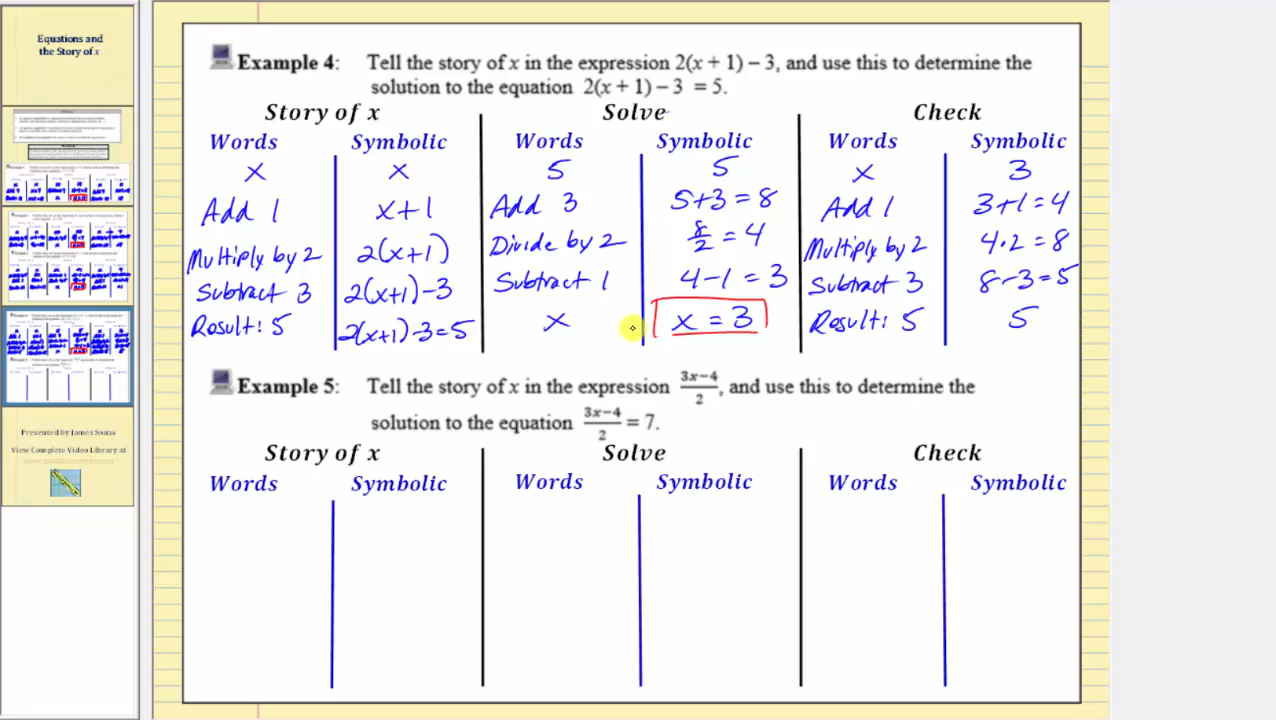 Equations and
the Story of x
Presented by James Sousa
View Complete Video Library at
Example 4: Tell the story of x in the expression 2(x + 1) – 3, and use this to determine the
solution to the equation 2(x + 1) – 3 = 5.
Story of x Solve Check
Words Symbolic Words Symbolic Words Symbolic
x x 5 5 x 3
Add 1 x+1 Add 3 5+3=8 Add 1 3+1=4
Multiply by 2 2(x+1) Divide by 2 8/2 = 4 Multiply by 2 4·2=8
Subtract 3 2(x+1)-3 Subtract 1 4-1=3 Subtract 3 8-3=5
Result: 5 2(x+1)-3=5 x x = 3 Result: 5 5
Example 5: Tell the story of x in the expression (3x–4)/2, and use this to determine the
solution to the equation (3x–4)/2 = 7.
Story of x Solve Check
Words Symbolic Words Symbolic Words Symbolic